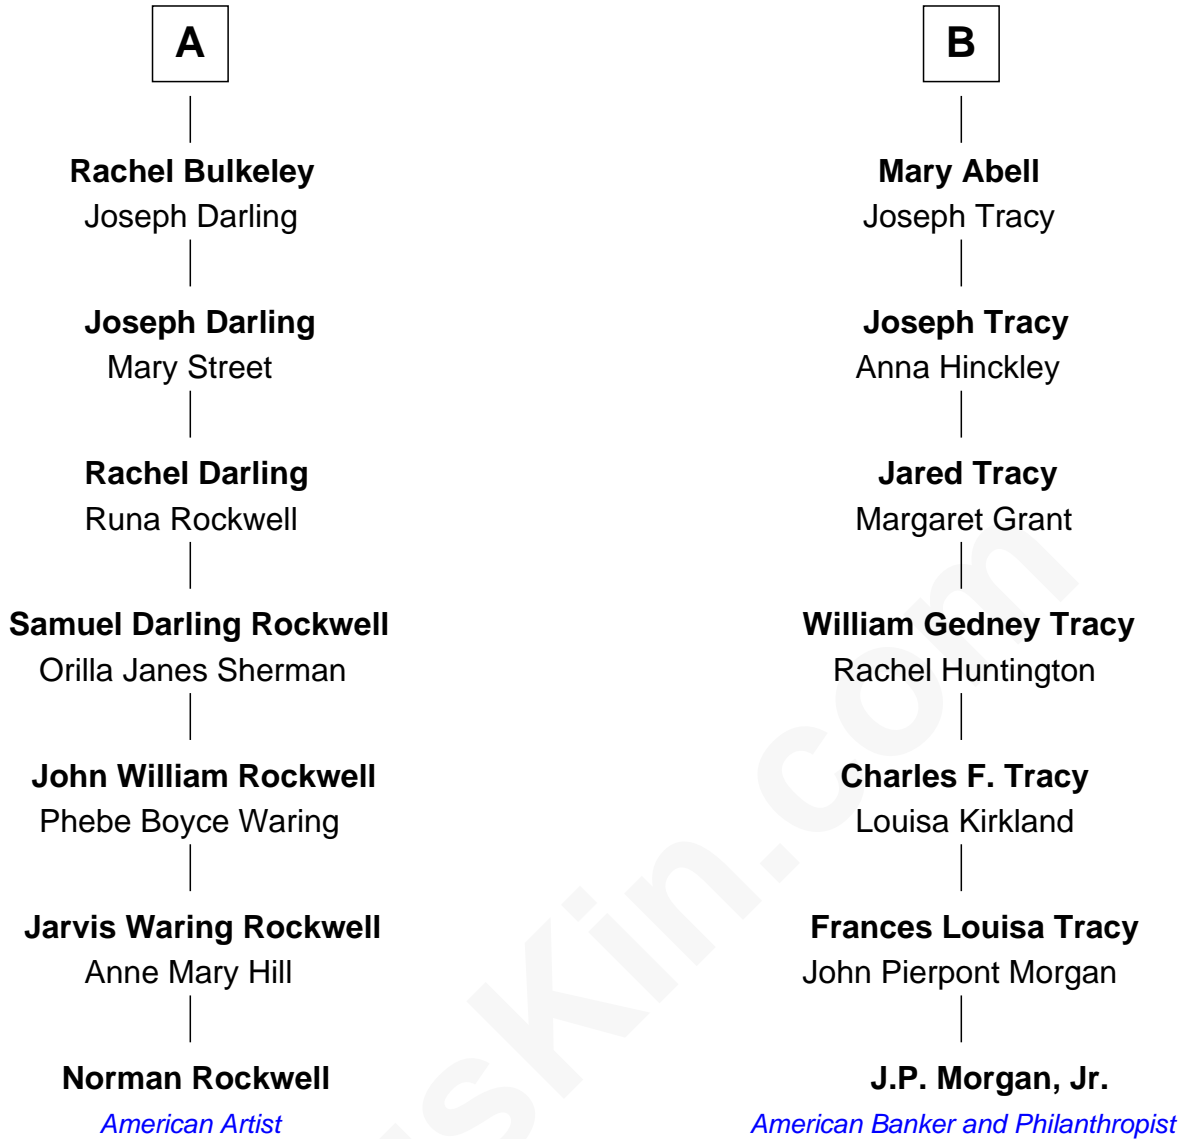 A
Rachel Bulkeley
Joseph Darling
Joseph Darling
Mary Street
Rachel Darling
Runa Rockwell
Samuel Darling Rockwell
Orilla Janes Sherman
John William Rockwell
Phebe Boyce Waring
Jarvis Waring Rockwell
Anne Mary Hill
Norman Rockwell
American Artist
B
Mary Abell
Joseph Tracy
Joseph Tracy
Anna Hinckley
Jared Tracy
Margaret Grant
William Gedney Tracy
Rachel Huntington
Charles F. Tracy
Louisa Kirkland
Frances Louisa Tracy
John Pierpont Morgan
J.P. Morgan, Jr.
American Banker and Philanthropist